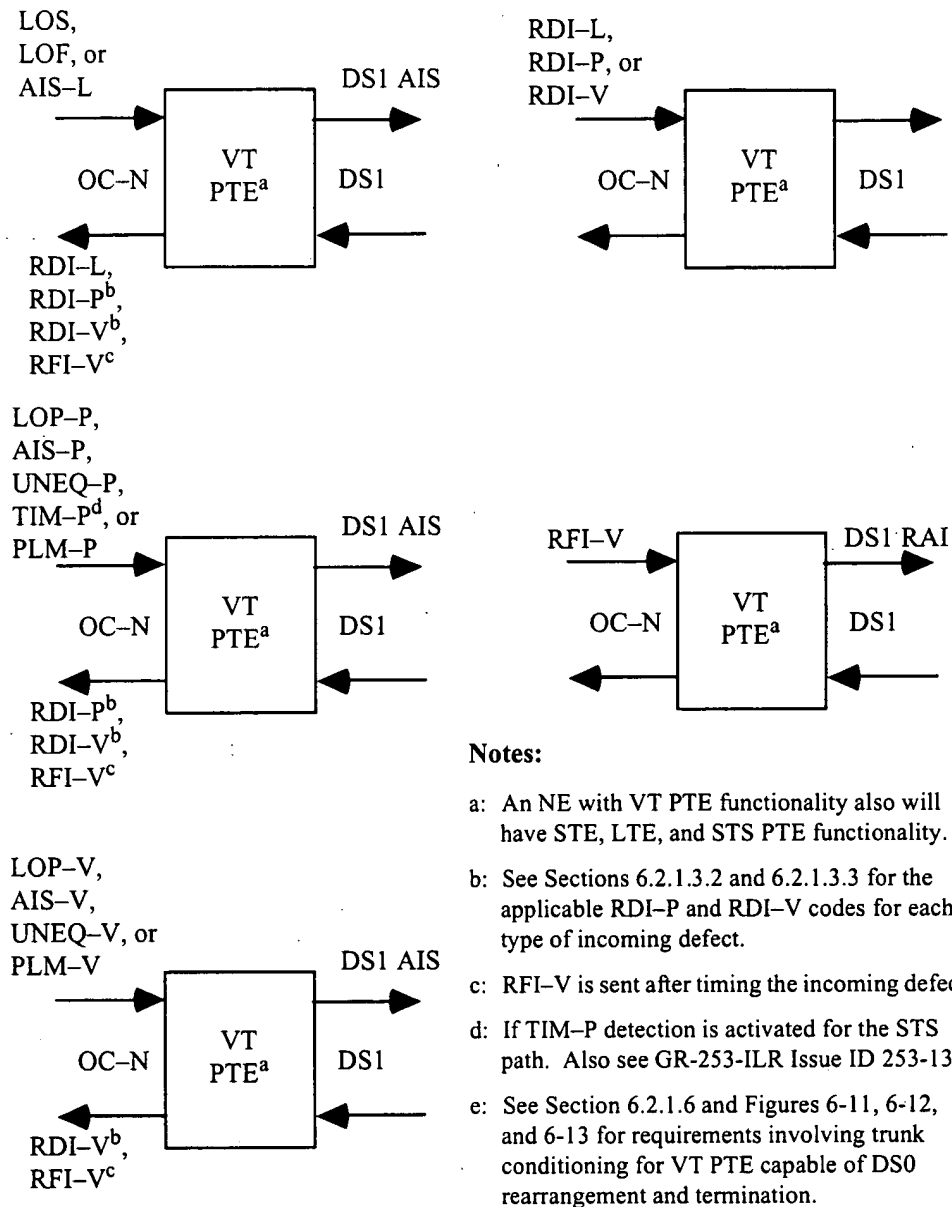 LOS,
LOF, or
AIS–L
DS1 AIS
VT
PTEa
OC–N
DS1
RDI–L,
RDI–Pb,
RDI–Vb,
RFI–Vc
RDI–L,
RDI–P, or
RDI–V
VT
PTEa
OC–N
DS1
LOP–P,
AIS–P,
UNEQ–P,
TIM–Pd, or
PLM–P
DS1 AIS
VT
PTEa
OC–N
DS1
RDI–Pb,
RDI–Vb,
RFI–Vc
RFI–V
DS1 RAI
VT
PTEa
OC–N
DS1
LOP–V,
AIS–V,
UNEQ–V, or
PLM–V
DS1 AIS
VT
PTEa
OC–N
DS1
RDI–Vb,
RFI–Vc
Notes:
a: An NE with VT PTE functionality also will
have STE, LTE, and STS PTE functionality.
b: See Sections 6.2.1.3.2 and 6.2.1.3.3 for the
applicable RDI–P and RDI–V codes for each
type of incoming defect.
c: RFI–V is sent after timing the incoming
d: If TIM–P detection is activated for the STS
path. Also see GR-253-ILR Issue ID
e: See Section 6.2.1.6 and Figures 6-11, 6-12,
and 6-13 for requirements involving trunk
conditioning for VT PTE capable of DS0
rearrangement and termination.